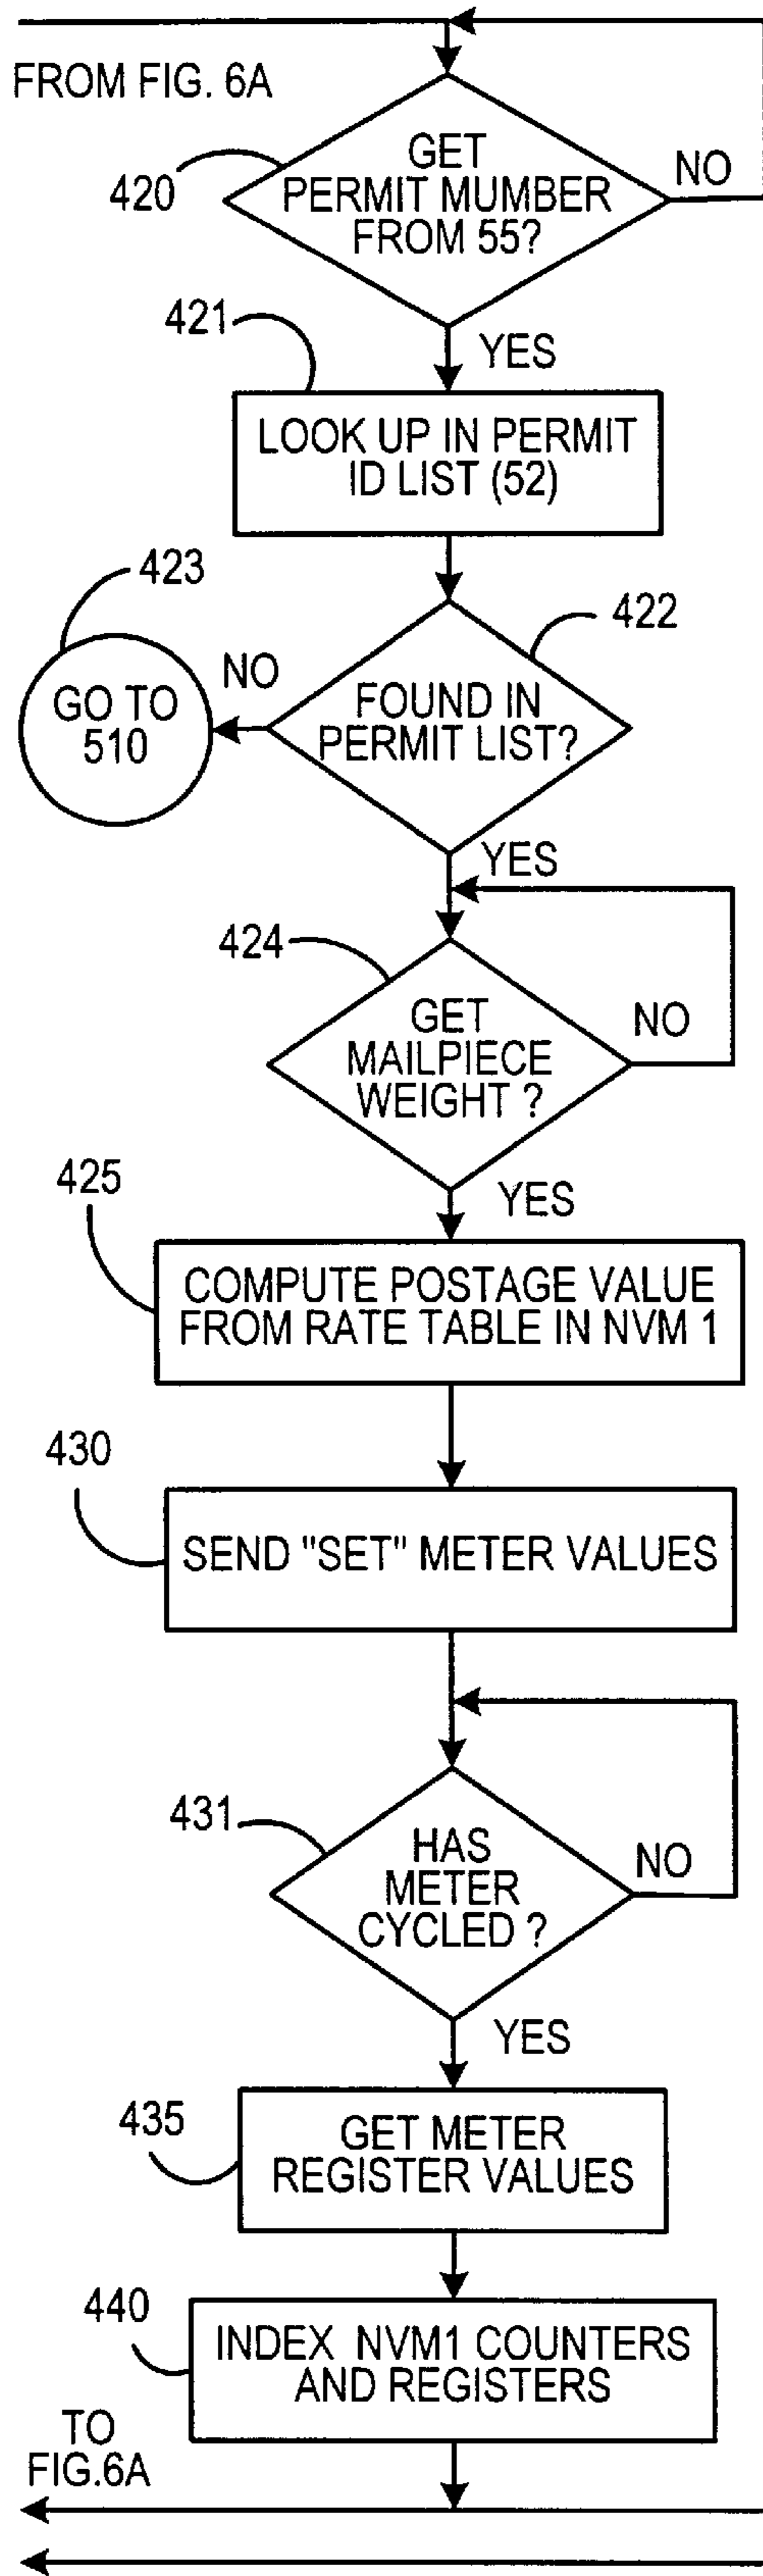 FROM FIG. 6A
420
GET
PERMIT MUMBER
FROM 55?
NO
YES
421
LOOK UP IN PERMIT
ID LIST (52)
423
GO TO
510
NO
422
FOUND IN
PERMIT LIST?
YES
424
GET
MAILPIECE
WEIGHT ?
NO
YES
425
COMPUTE POSTAGE VALUE
FROM RATE TABLE IN NVM 1
430
SEND "SET" METER VALUES
431
HAS
METER
CYCLED ?
NO
YES
435
GET METER
REGISTER VALUES
440
INDEX NVM1 COUNTERS
AND REGISTERS
TO
FIG.6A